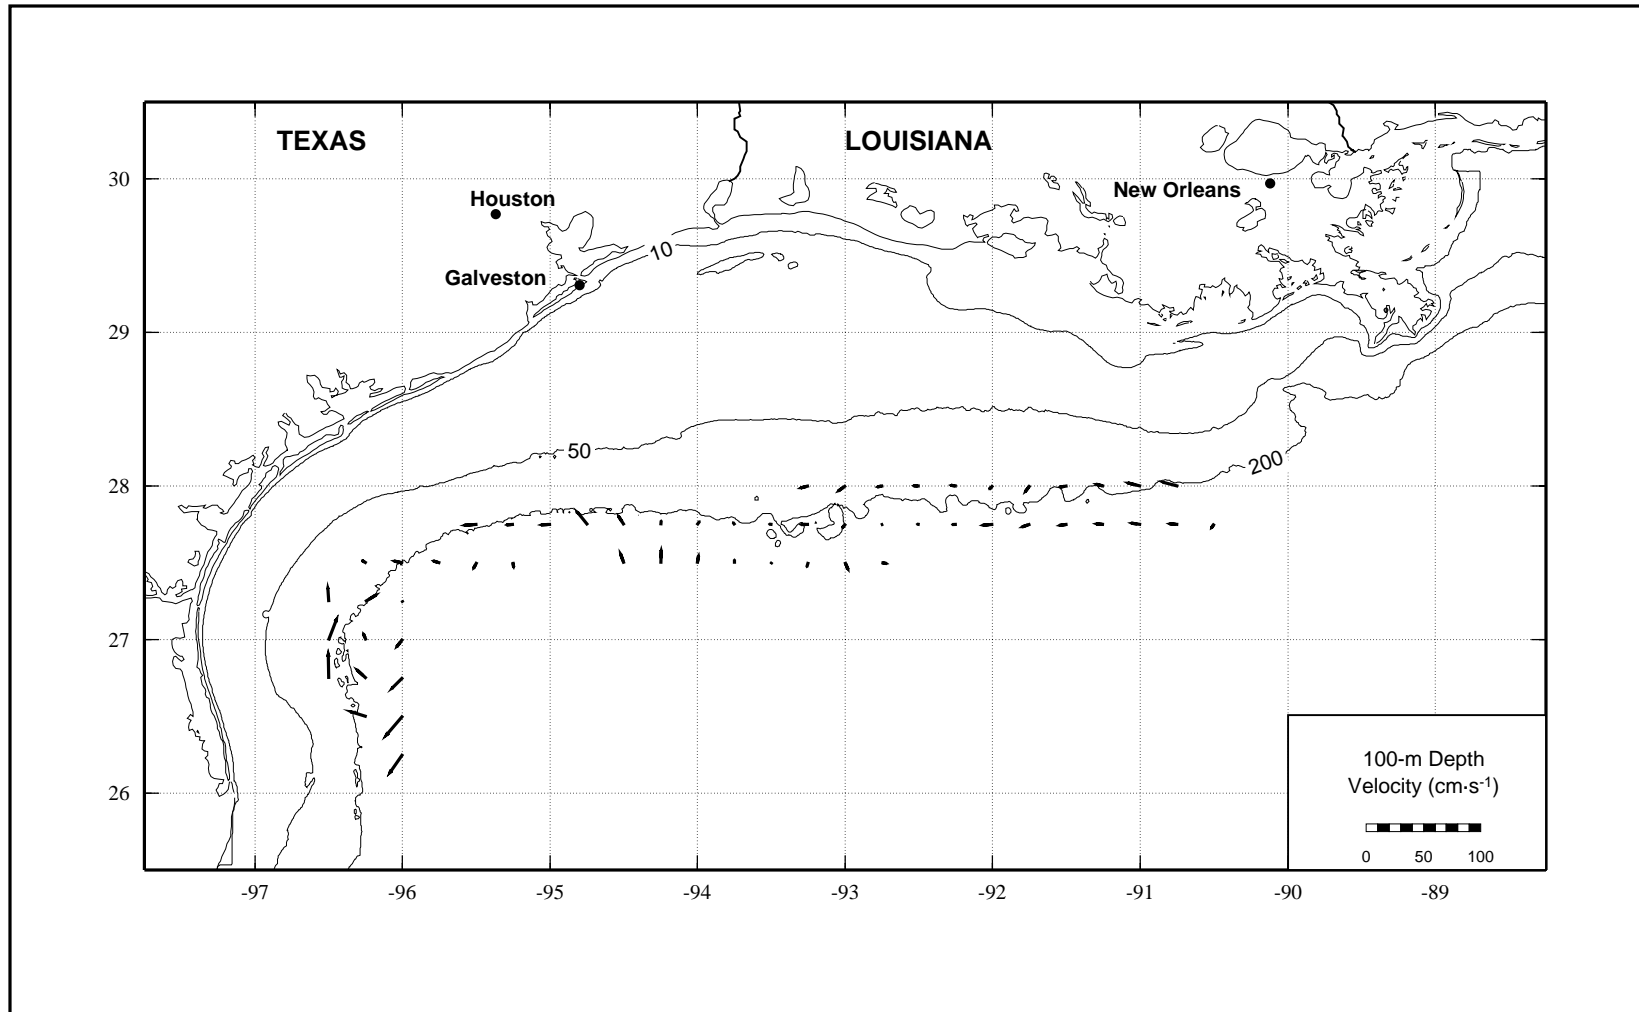 TEXAS
LOUISIANA
30
New Orleans
Houston
10
Galveston
29
50
200
28
27
100-m Depth
Velocity (cm·s-1)
26
0 50 100
-97 -96 -95 -94 -93 -92 -91 -90 -89